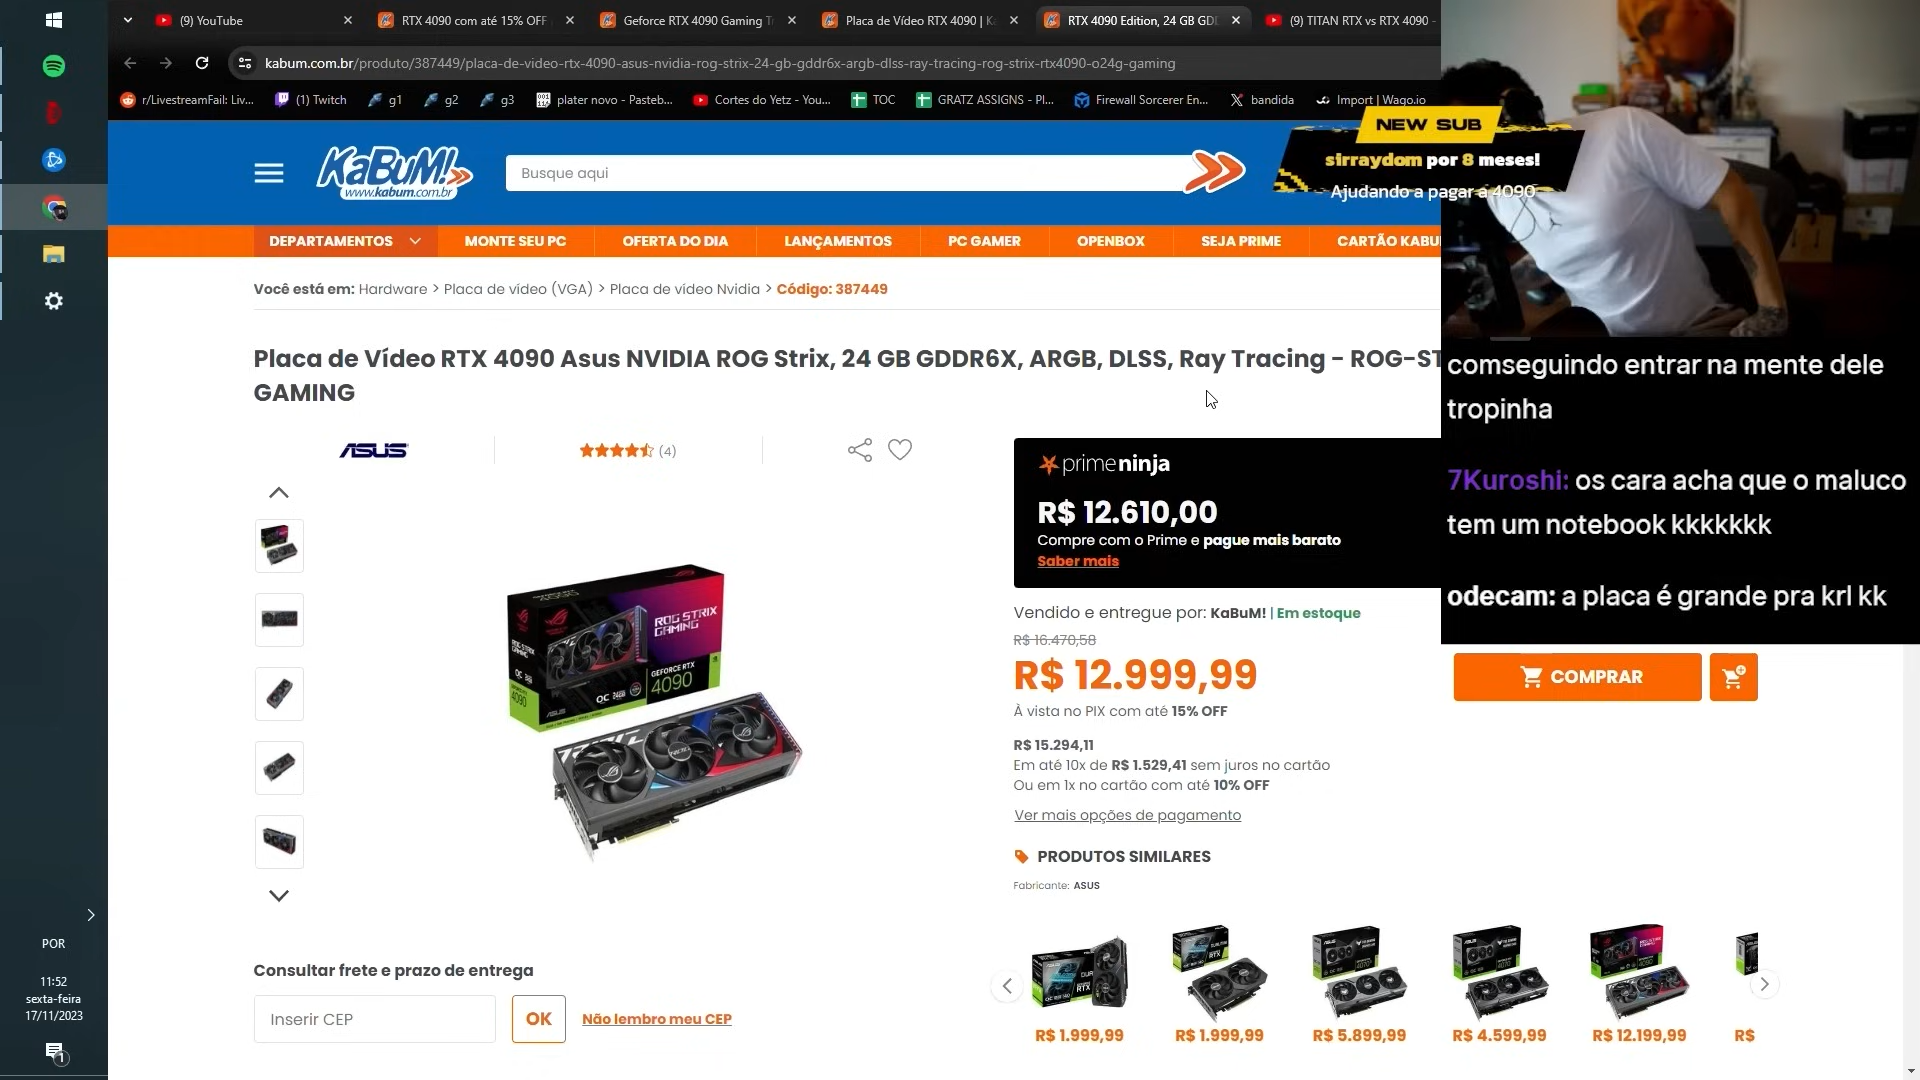 (9) YouTube
RTX 4090 com até 15% OFF
Geforce RTX 4090 Gaming T
Placa de Vídeo RTX 4090 | Ka
RTX 4090 Edition, 24 GB GDD
(9) TITAN RTX vs RTX 4090 -
kabum.com.br/produto/387449/placa-de-video-rtx-4090-asus-nvidia-rog-strix-24-gb-gddr6x-argb-dlss-ray-tracing-rog-strix-rtx4090-o24g-gaming
r/LivestreamFail: Liv...
(1) Twitch
g1
g2
g3
plater novo - Pasteb...
Cortes do Yetz - You...
TOC
GRATZ ASSIGNS - Pl...
Firewall Sorcerer En...
bandida
Import | Wago.io
NEW SUB
sirraydom por 8 meses!
Ajudando a pagar a 4090
KaBuM!
www.kabum.com.br
Busque aqui
DEPARTAMENTOS
MONTE SEU PC
OFERTA DO DIA
LANÇAMENTOS
PC GAMER
OPENBOX
SEJA PRIME
CARTÃO KABU
Você está em: Hardware > Placa de vídeo (VGA) > Placa de vídeo Nvidia > Código: 387449
Placa de Vídeo RTX 4090 Asus NVIDIA ROG Strix, 24 GB GDDR6X, ARGB, DLSS, Ray Tracing - ROG-ST
GAMING
ASUS
(4)
primeninja
R$ 12.610,00
Compre com o Prime e pague mais barato
Saber mais
Vendido e entregue por: KaBuM! | Em estoque
R$ 16.470,58
R$ 12.999,99
À vista no PIX com até 15% OFF
R$ 15.294,11
Em até 10x de R$ 1.529,41 sem juros no cartão
Ou em 1x no cartão com até 10% OFF
Ver mais opções de pagamento
COMPRAR
PRODUTOS SIMILARES
Fabricante: ASUS
R$ 1.999,99
R$ 1.999,99
R$ 5.899,99
R$ 4.599,99
R$ 12.199,99
R$
ROG STRIX
GAMING
GEFORCE RTX
4090
OC
4090
Consultar frete e prazo de entrega
Inserir CEP
OK
Não lembro meu CEP
comseguindo entrar na mente dele
tropinha
7Kuroshi: os cara acha que o maluco
tem um notebook kkkkkkk
odecam: a placa é grande pra krl kk
POR
11:52
sexta-feira
17/11/2023
1